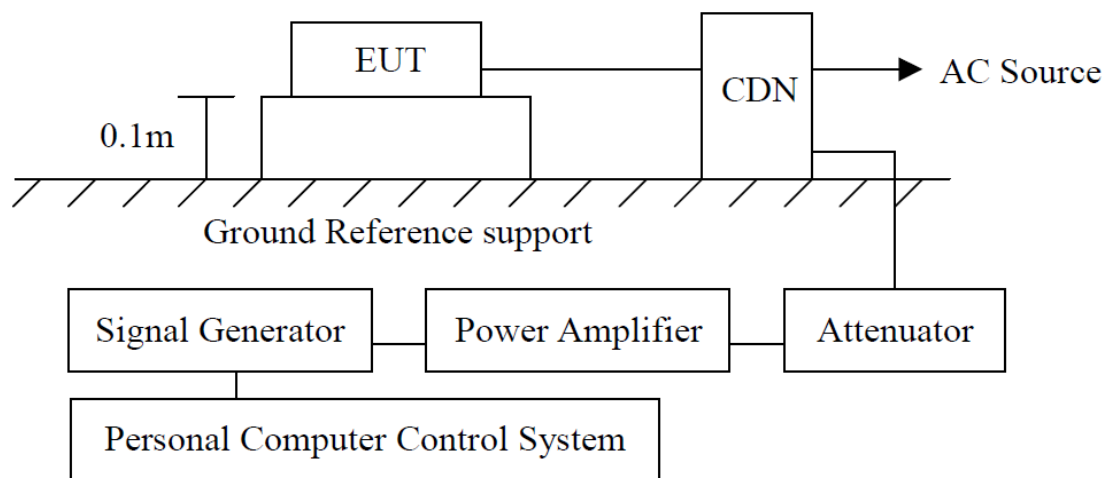 EUT
CDN
AC Source
0.1m
Ground Reference support
Signal Generator
Power Amplifier
Attenuator
Personal Computer Control System